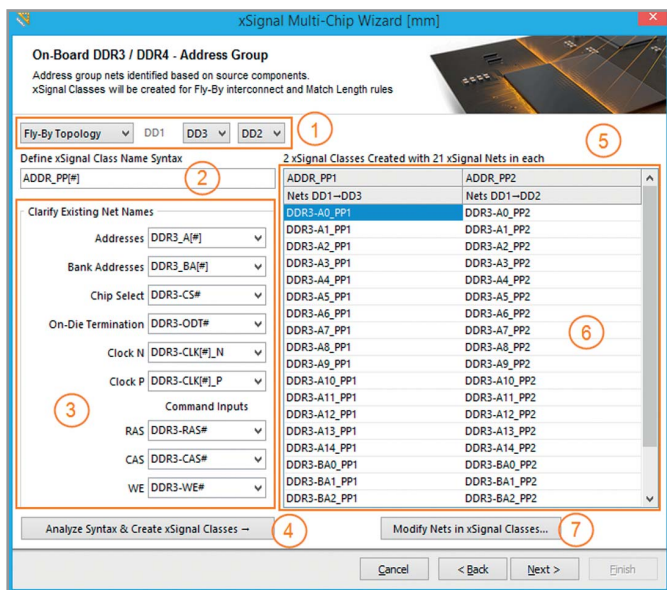 xSignal Multi-Chip Wizard [mm]
On-Board DDR3 / DDR4 - Address Group
Address group nets identified based on source components.
xSignal Classes will be created for Fly-By interconnect and Match Length rules
Fly-By Topology DD1 DD3 DD2 1
5
Define xSignal Class Name Syntax
ADDR_PP[#] 2
Clarify Existing Net Names
Addresses DDR3_A[#]
Bank Addresses DDR3_BA[#]
Chip Select DDR3-CS#
On-Die Termination DDR3-ODT#
Clock N DDR3-CLK[#]_N
Clock P DDR3-CLK[#]_P
3
Command Inputs
RAS DDR3-RAS#
CAS DDR3-CAS#
WE DDR3-WE#
Analyze Syntax & Create xSignal Classes → 4
2 xSignal Classes Created with 21 xSignal Nets in each
ADDR_PP1 ADDR_PP2
Nets DD1→DD3 Nets DD1→DD2
DDR3-A0_PP1 DDR3-A0_PP2
DDR3-A1_PP1 DDR3-A1_PP2
DDR3-A2_PP1 DDR3-A2_PP2
DDR3-A3_PP1 DDR3-A3_PP2
DDR3-A4_PP1 DDR3-A4_PP2
DDR3-A5_PP1 DDR3-A5_PP2
DDR3-A6_PP1 DDR3-A6_PP2
DDR3-A7_PP1 DDR3-A7_PP2
6
DDR3-A8_PP1 DDR3-A8_PP2
DDR3-A9_PP1 DDR3-A9_PP2
DDR3-A10_PP1 DDR3-A10_PP2
DDR3-A11_PP1 DDR3-A11_PP2
DDR3-A12_PP1 DDR3-A12_PP2
DDR3-A13_PP1 DDR3-A13_PP2
DDR3-A14_PP1 DDR3-A14_PP2
DDR3-BA0_PP1 DDR3-BA0_PP2
DDR3-BA1_PP1 DDR3-BA1_PP2
DDR3-BA2_PP1 DDR3-BA2_PP2
Modify Nets in xSignal Classes... 7
Cancel < Back Next > Finish